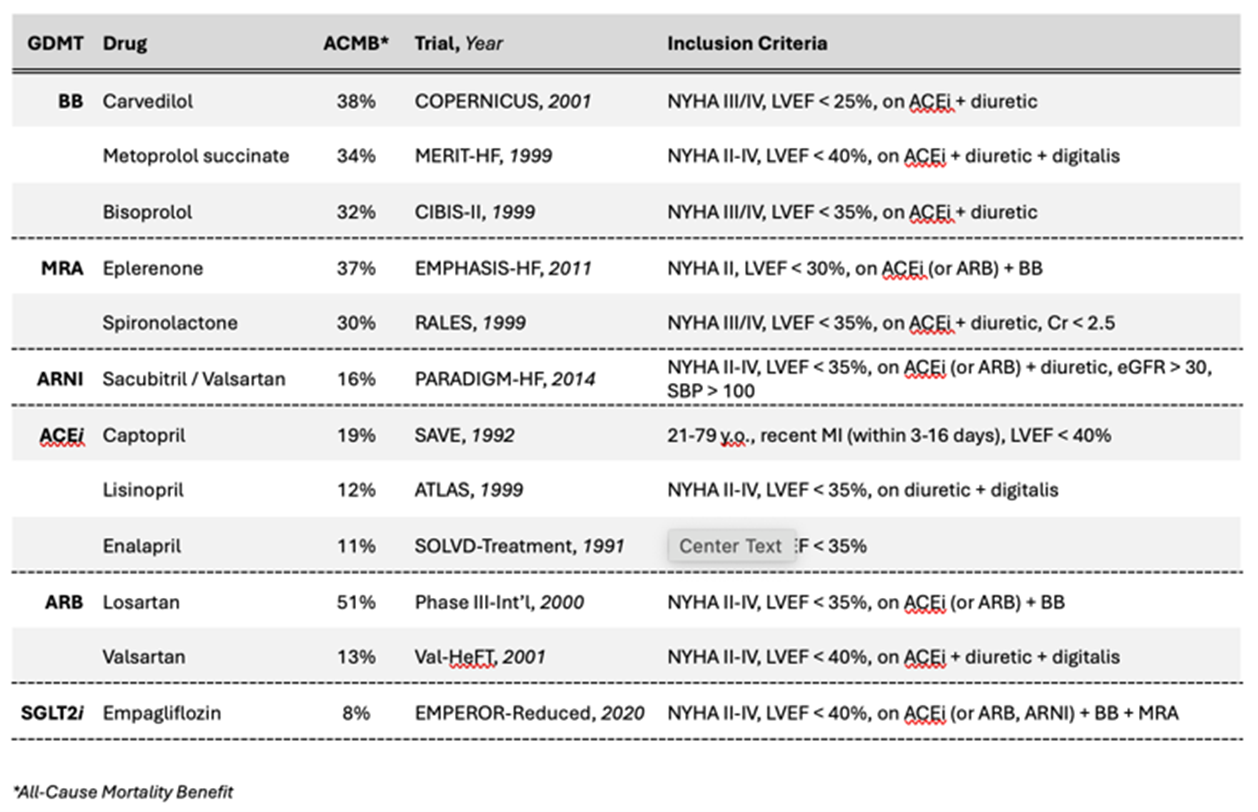 GDMT Drug ACMB* Trial, Year Inclusion Criteria
BB Carvedilol 38% COPERNICUS, 2001 NYHA III/IV, LVEF < 25%, on ACEi + diuretic
Metoprolol succinate 34% MERIT-HF, 1999 NYHA II-IV, LVEF < 40%, on ACEi + diuretic + digitalis
Bisoprolol 32% CIBIS-II, 1999 NYHA III/IV, LVEF < 35%, on ACEi + diuretic
MRA Eplerenone 37% EMPHASIS-HF, 2011 NYHA II, LVEF < 30%, on ACEi (or ARB) + BB
Spironolactone 30% RALES, 1999 NYHA III/IV, LVEF < 35%, on ACEi + diuretic, Cr < 2.5
ARNI Sacubitril / Valsartan 16% PARADIGM-HF, 2014 NYHA II-IV, LVEF < 35%, on ACEi (or ARB) + diuretic, eGFR > 30,
SBP > 100
ACEi Captopril 19% SAVE, 1992 21-79 y.o., recent MI (within 3-16 days), LVEF < 40%
Lisinopril 12% ATLAS, 1999 NYHA II-IV, LVEF < 35%, on diuretic + digitalis
Enalapril 11% SOLVD-Treatment, 1991 Center Text F < 35%
ARB Losartan 51% Phase III-Int'l, 2000 NYHA II-IV, LVEF < 35%, on ACEi (or ARB) + BB
Valsartan 13% Val-HeFT, 2001 NYHA II-IV, LVEF < 40%, on ACEi + diuretic + digitalis
SGLT2i Empagliflozin 8% EMPEROR-Reduced, 2020 NYHA II-IV, LVEF < 40%, on ACEi (or ARB, ARNI) + BB + MRA
*All-Cause Mortality Benefit